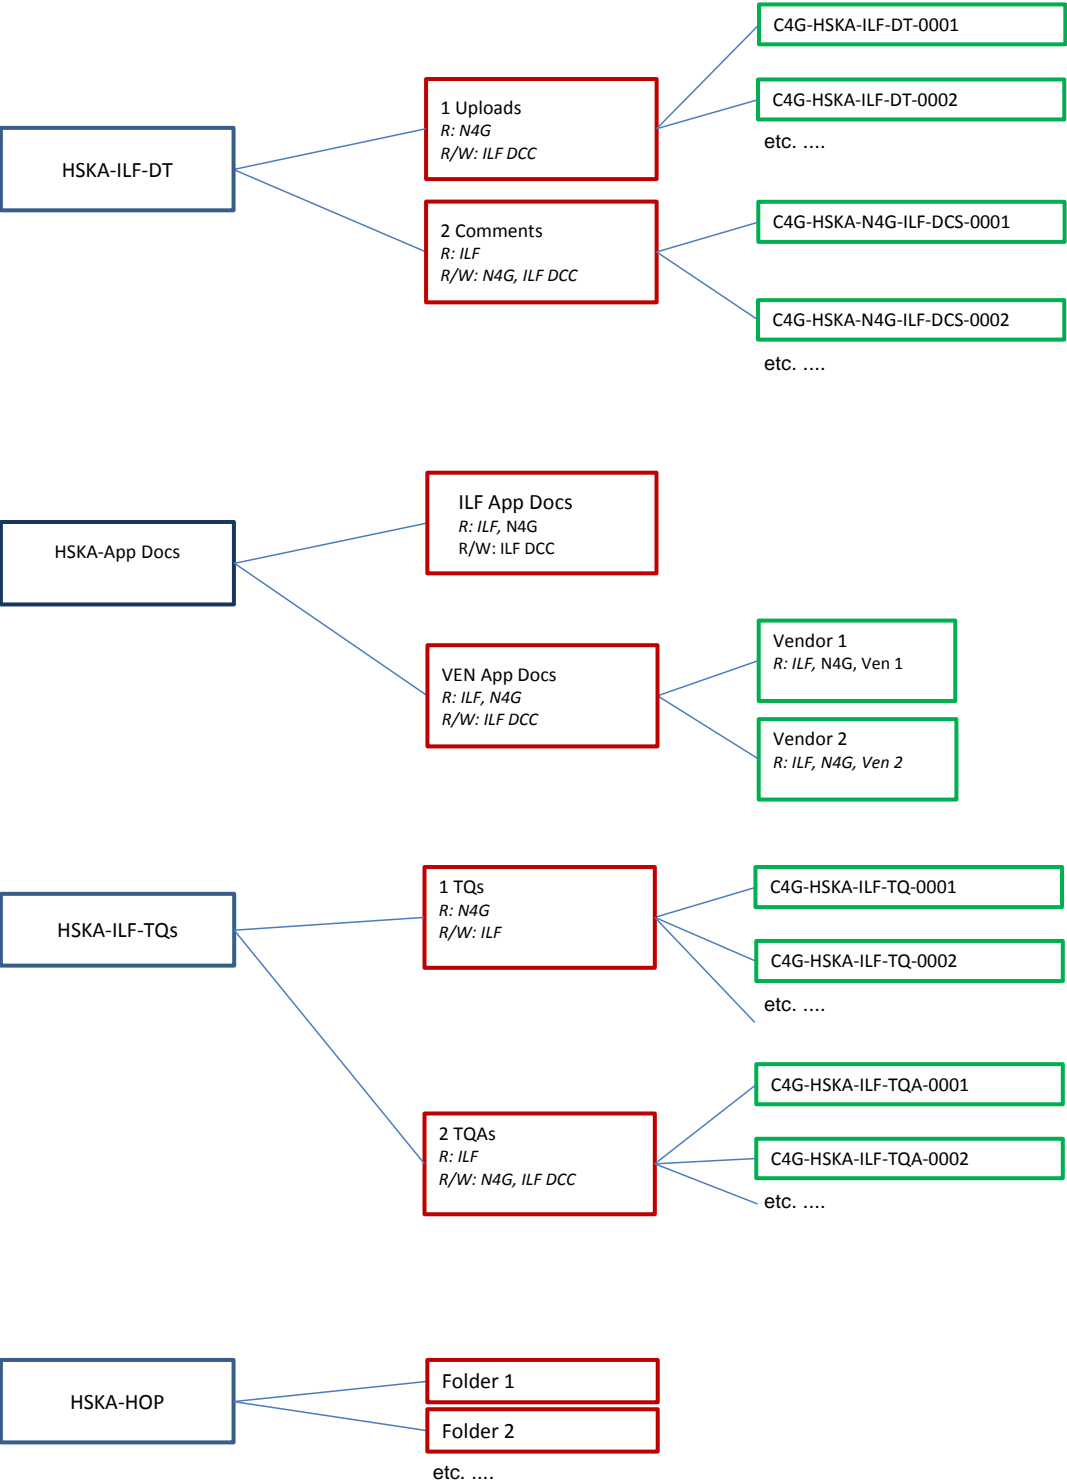 C4G-HSKA-ILF-DT-0001
1 Uploads
R: N4G
R/W: ILF DCC
C4G-HSKA-ILF-DT-0002
etc. ....
HSKA-ILF-DT
2 Comments
R: ILF
R/W: N4G, ILF DCC
C4G-HSKA-N4G-ILF-DCS-0001
C4G-HSKA-N4G-ILF-DCS-0002
etc. ....
ILF App Docs
R: ILF, N4G
R/W: ILF DCC
HSKA-App Docs
VEN App Docs
R: ILF, N4G
R/W: ILF DCC
Vendor 1
R: ILF, N4G, Ven 1
Vendor 2
R: ILF, N4G, Ven 2
1 TQs
R: N4G
R/W: ILF
C4G-HSKA-ILF-TQ-0001
HSKA-ILF-TQs
C4G-HSKA-ILF-TQ-0002
etc. ....
2 TQAs
R: ILF
R/W: N4G, ILF DCC
C4G-HSKA-ILF-TQA-0001
C4G-HSKA-ILF-TQA-0002
etc. ....
HSKA-HOP
Folder 1
Folder 2
etc. ....